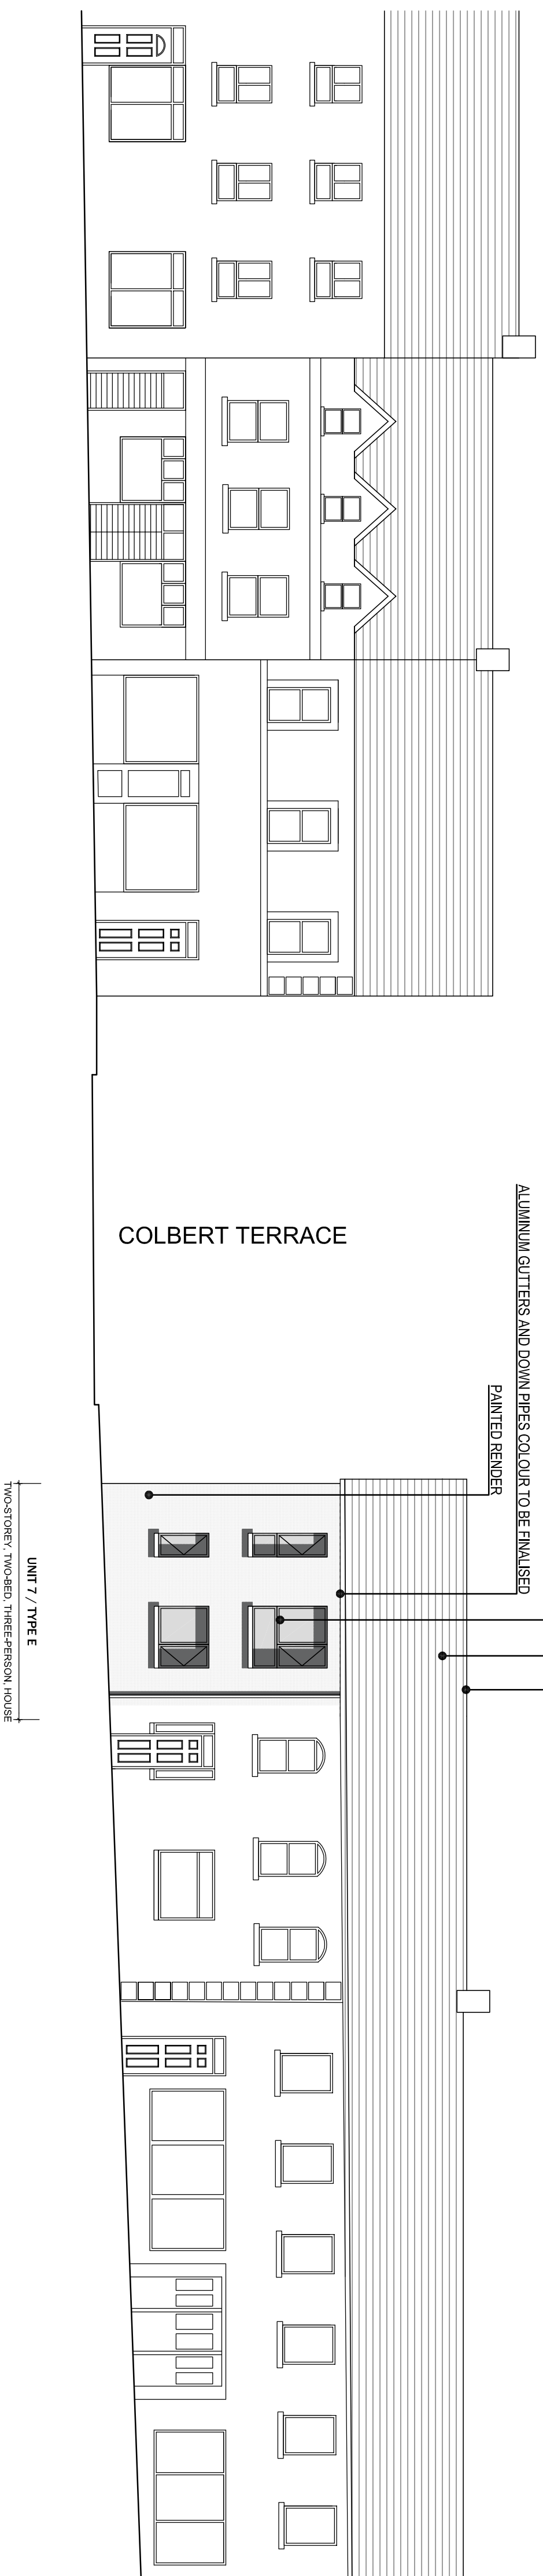 ALUMINUM GUTTERS AND DOWN PIPES COLOUR TO BE FINALISED
PAINTED RENDER
COLBERT TERRACE
UNIT 7 / TYPE E
TWO-STOREY, TWO-BED, THREE-PERSON, HOUSE